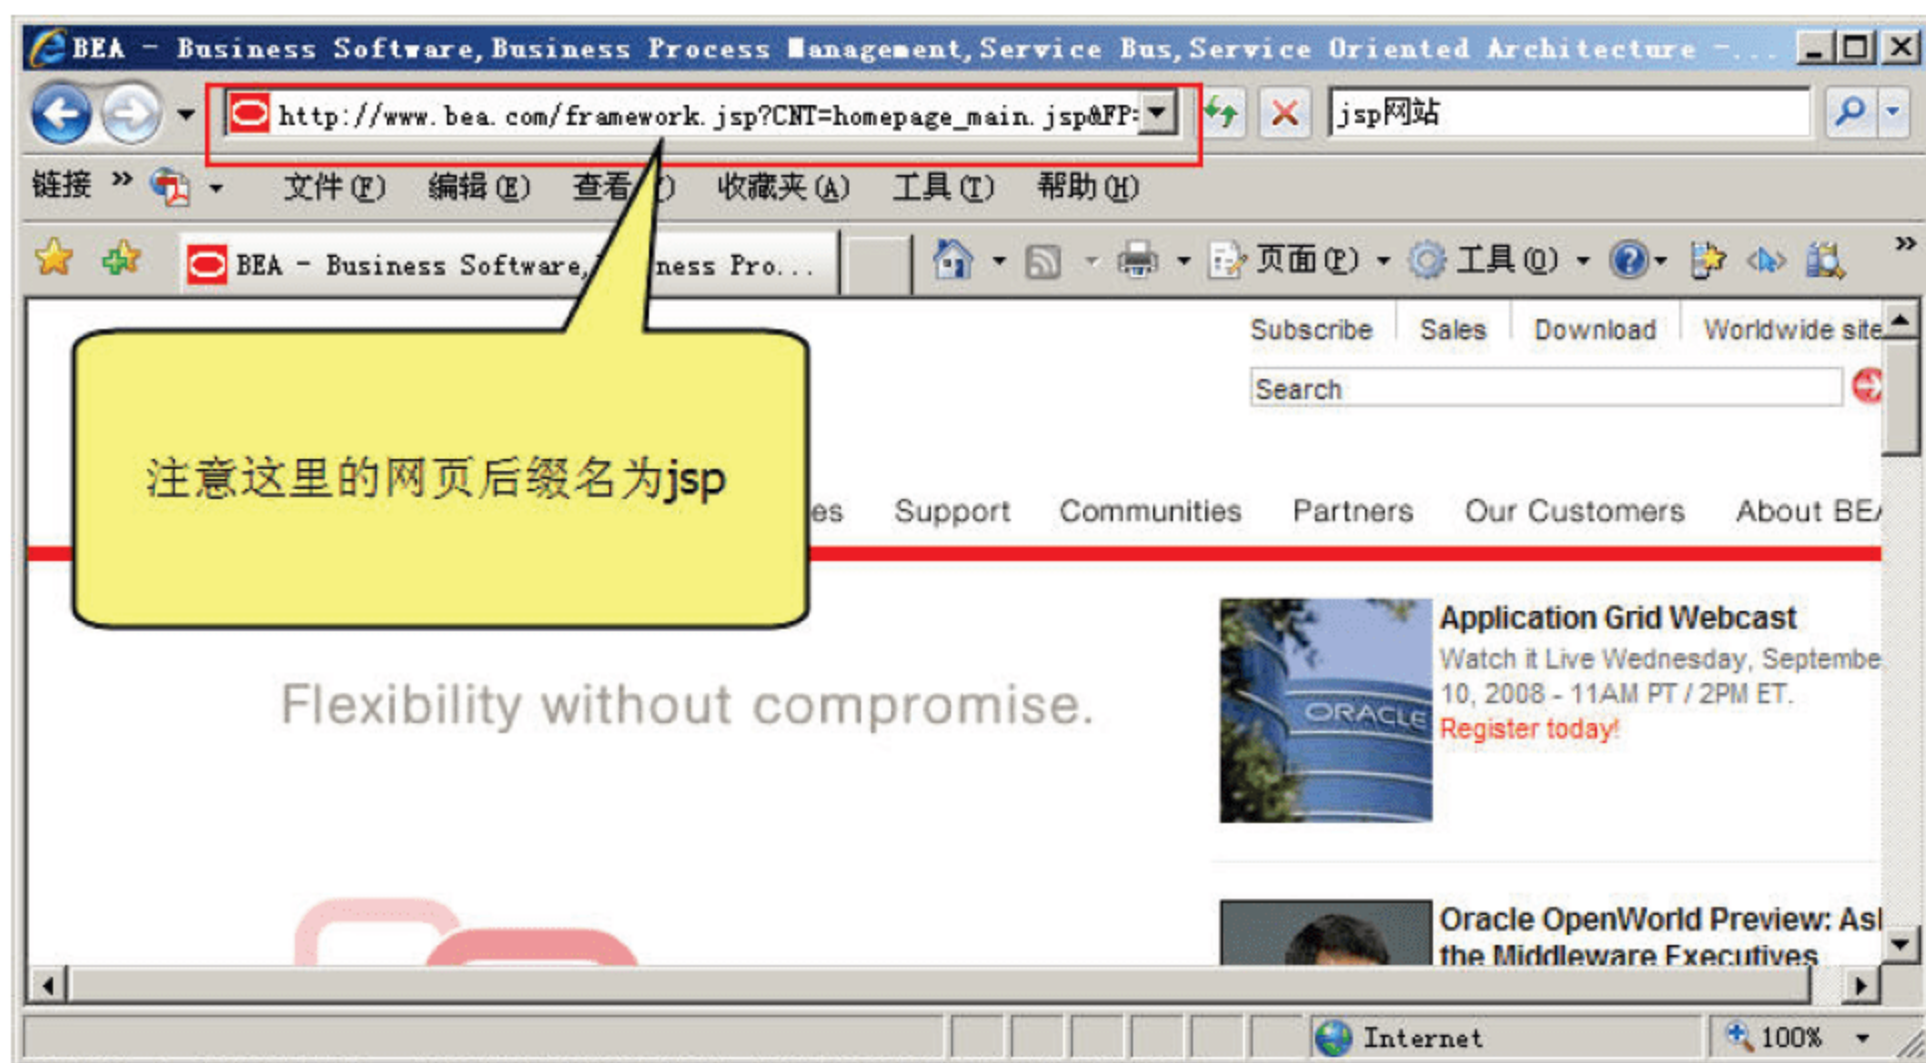 BEA - Business Software,Business Process Management,Service Bus,Service Oriented Architecture -...
http://www.bea.com/framework.jsp?CNT=homepage_main.jsp&FP=
jsp网站
链接 » 文件(F) 编辑(E) 查看 收藏夹(A) 工具(T) 帮助(H)
BEA - Business Software, Pro... 页面(P) 工具(O) »
Subscribe Sales Download Worldwide site
Search
注意这里的网页后缀名为jsp
es Support Communities Partners Our Customers About BEA
Application Grid Webcast
Watch it Live Wednesday, Septembe
10, 2008 - 11AM PT / 2PM ET.
Register today!
ORACLE
Flexibility without compromise.
Oracle OpenWorld Preview: As
the Middleware Executives
Internet 100%